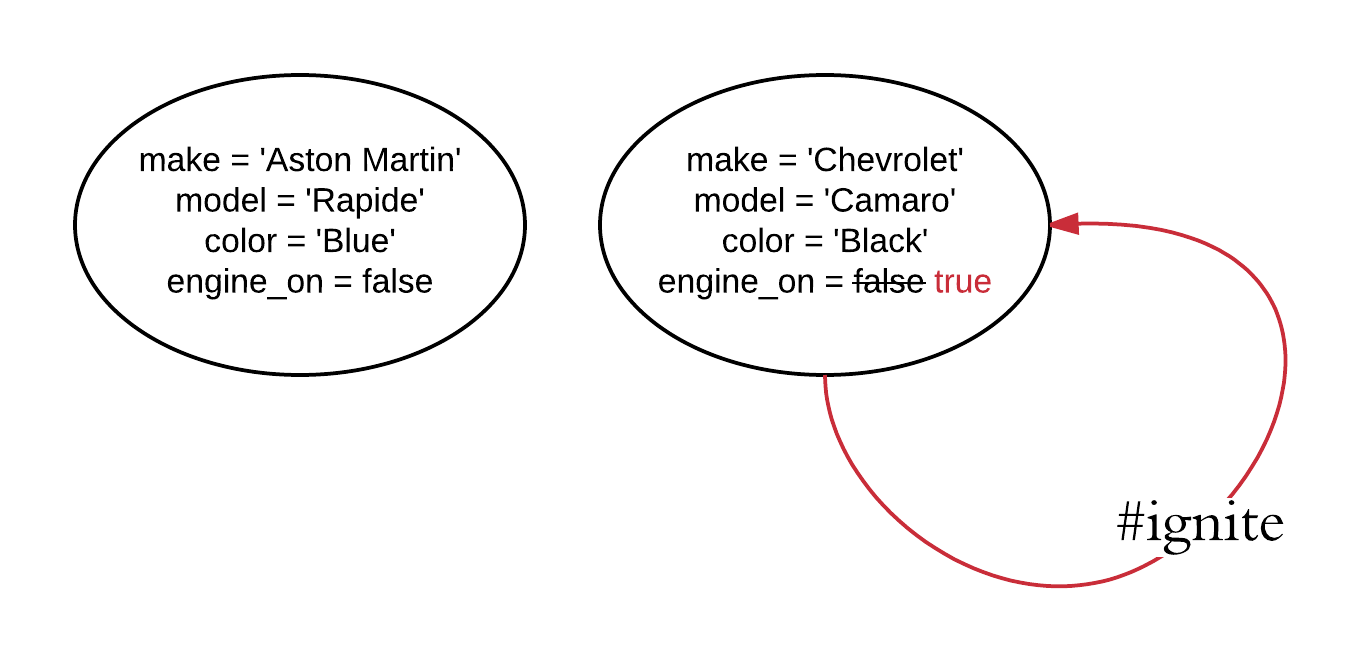 make = 'Aston Martin'
model = 'Rapide'
color = 'Blue'
engine_on = false
make = 'Chevrolet'
model = 'Camaro'
color = 'Black'
engine_on = false true
#ignite